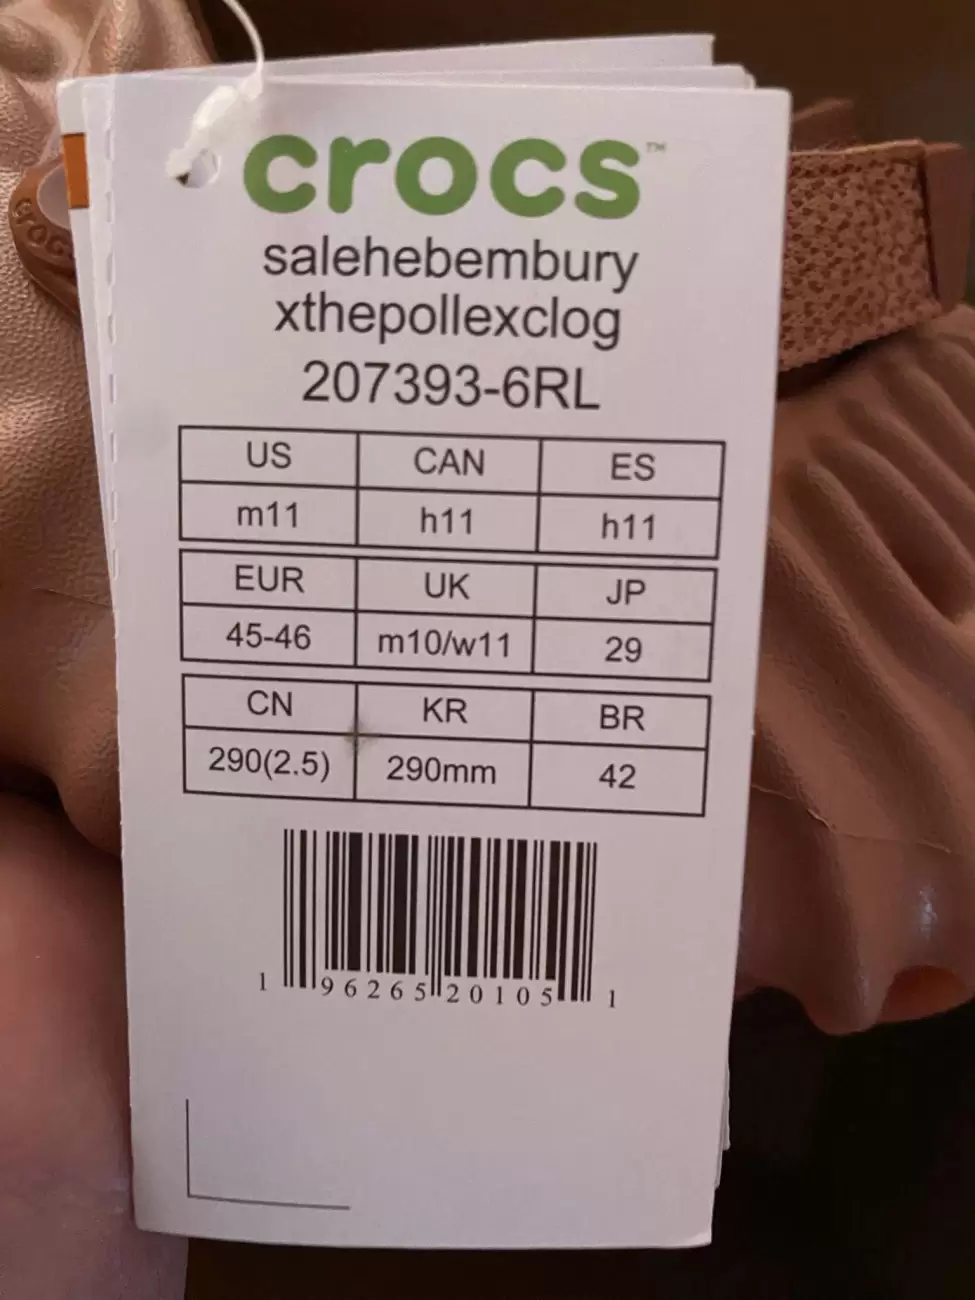 crocs™
salehebembury
xthepollexclog
207393-6RL
US CAN ES
m11 h11 h11
EUR UK JP
45-46 m10/w11 29
CN KR BR
290(2.5) 290mm 42
1 96265 20105 1